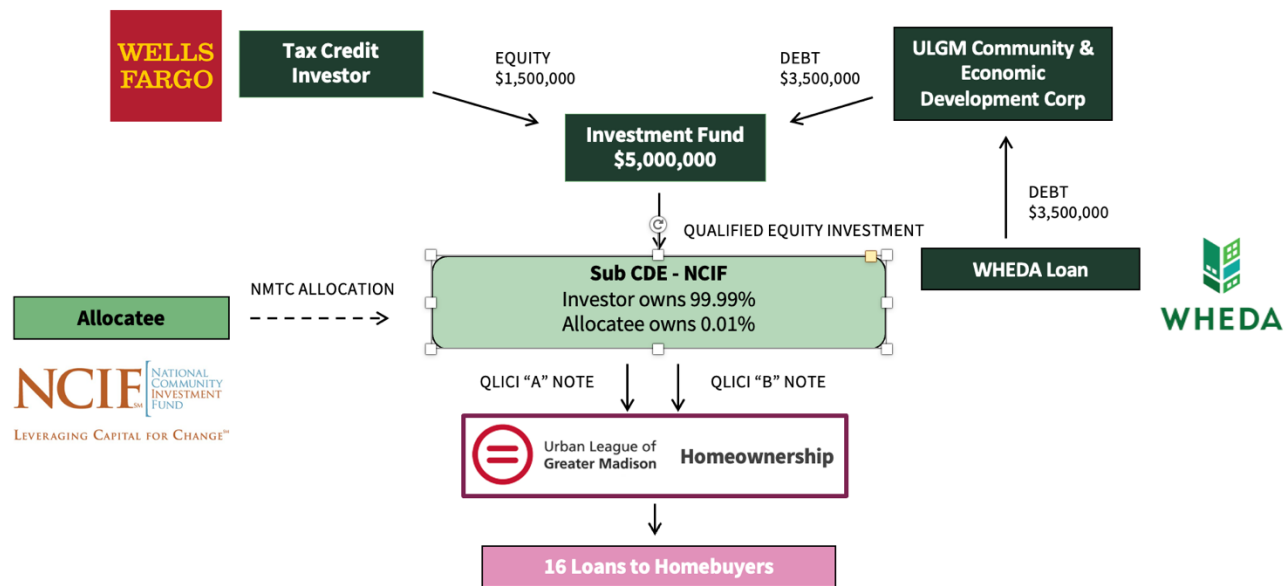 WELLS
FARGO
Tax Credit
Investor
EQUITY
$1,500,000
DEBT
$3,500,000
ULGM Community &
Economic
Development Corp
Investment Fund
$5,000,000
DEBT
$3,500,000
QUALIFIED EQUITY INVESTMENT
Sub CDE - NCIF
Investor owns 99.99%
Allocatee owns 0.01%
WHEDA Loan
WHEDA
NMTC ALLOCATION
Allocatee
NCIF SM
NATIONAL
COMMUNITY
INVESTMENT
FUND
LEVERAGING CAPITAL FOR CHANGE℠
QLICI “A” NOTE
QLICI “B” NOTE
Urban League of
Greater Madison
Homeownership
16 Loans to Homebuyers